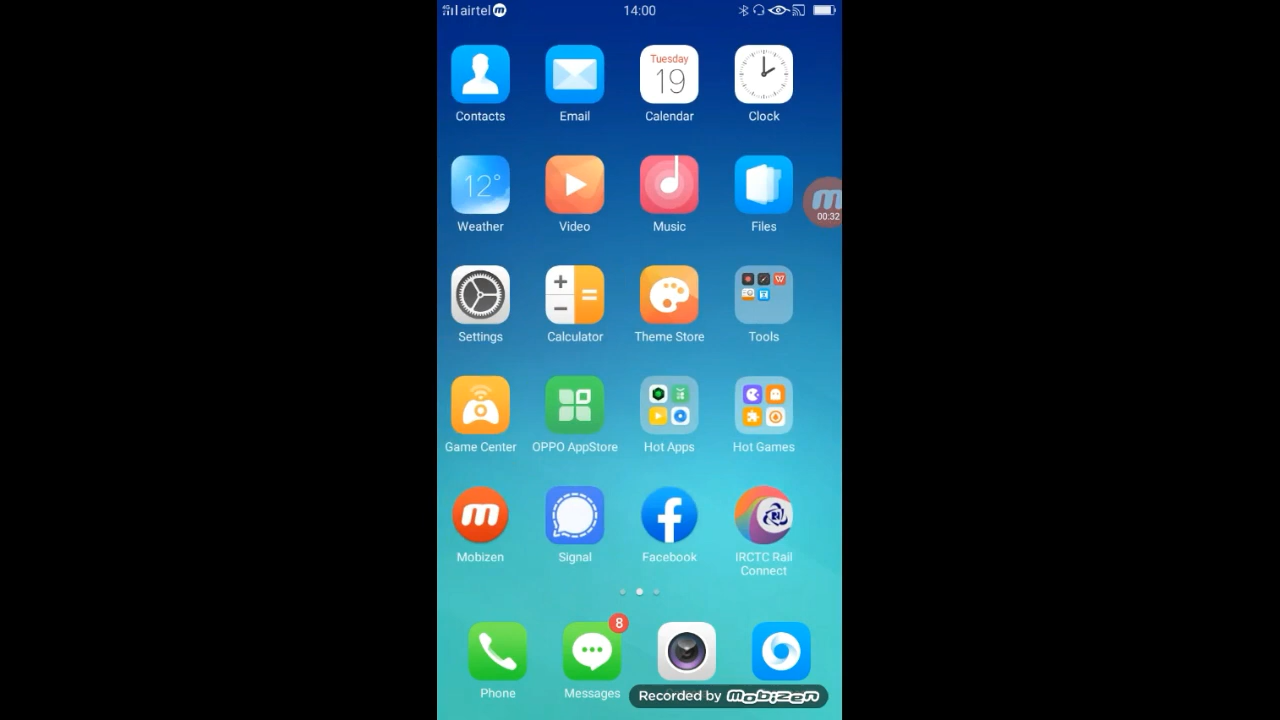 4G airtel
14:00
Contacts
Email
Tuesday
19
Calendar
Clock
12°
Weather
Video
Music
Files
00:32
Settings
Calculator
Theme Store
Tools
Game Center
OPPO AppStore
Hot Apps
Hot Games
Mobizen
Signal
Facebook
IRCTC Rail
Connect
Phone
8
Messages
Recorded by Mobizen